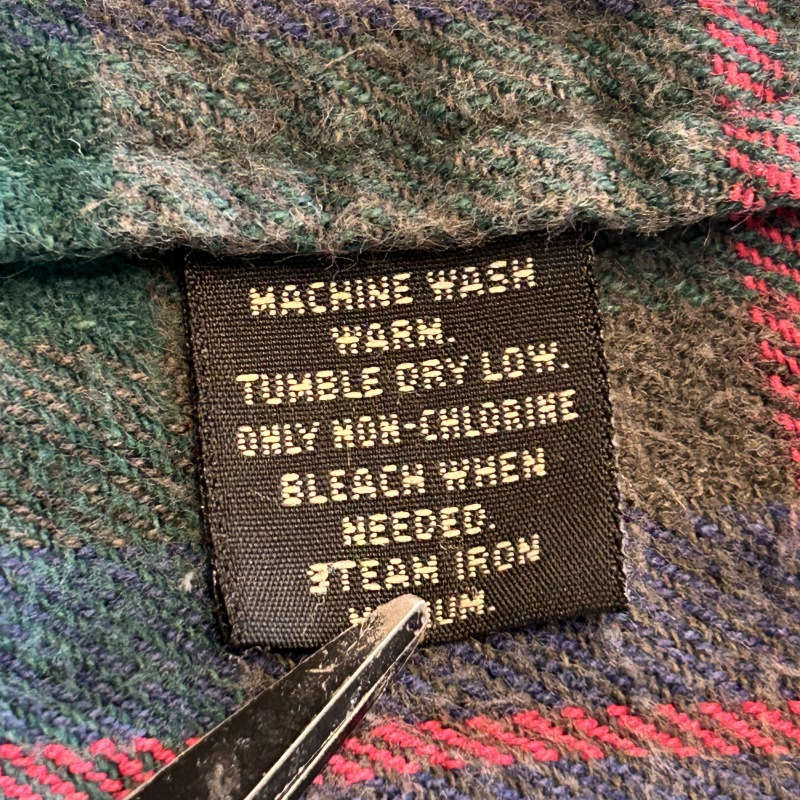 MACHINE WASH
WARM.
TUMBLE DRY LOW.
ONLY NON-CHLORINE
BLEACH WHEN
NEEDED.
STEAM IRON